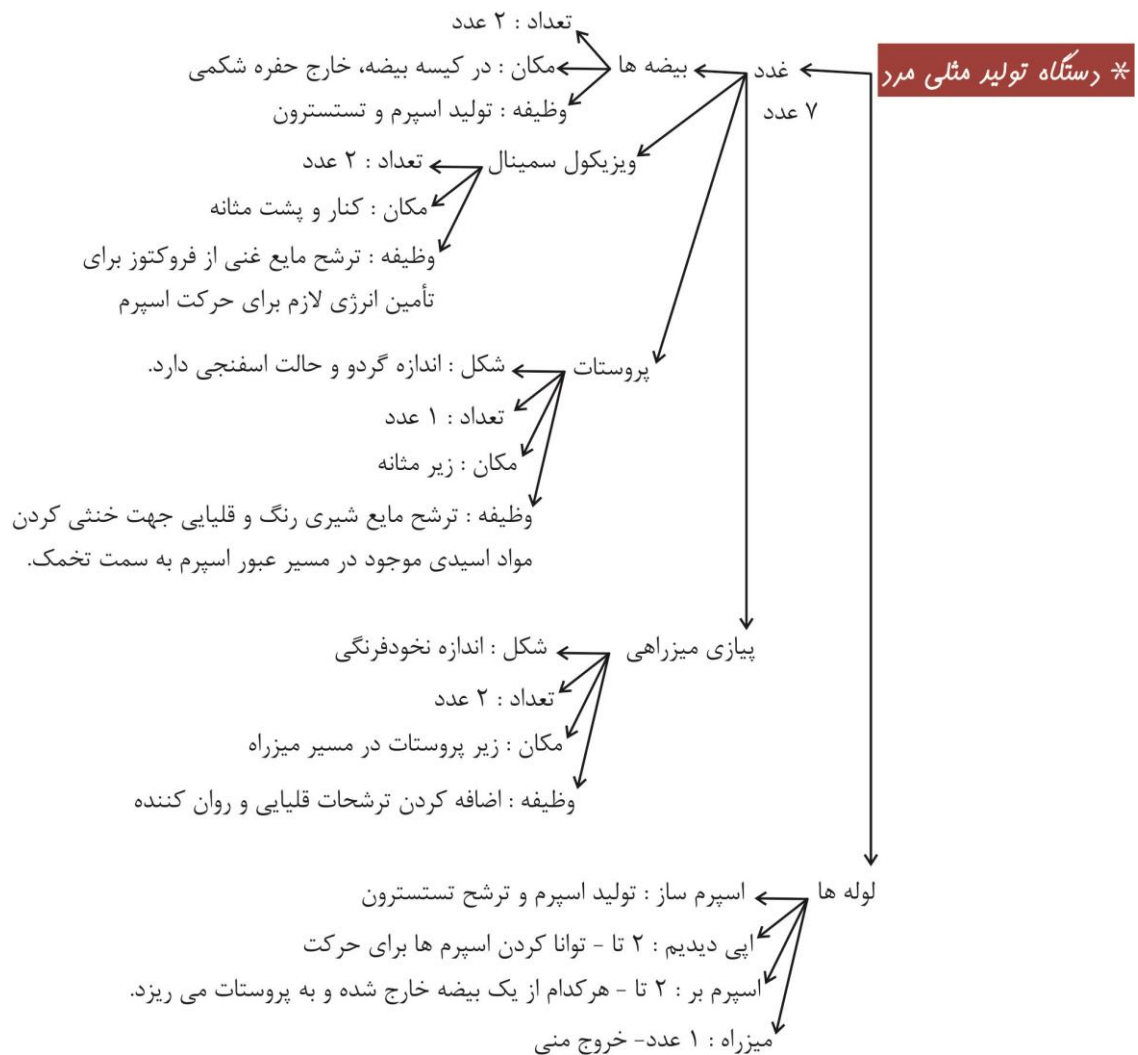 * دستگاه تولید مثلی مرد
غدد
۷ عدد
بیضه ها
تعداد : ۲ عدد
مکان : در کیسه بیضه، خارج حفره شکمی
وظیفه : تولید اسپرم و تستسترون
ویزیکول سمینال
تعداد : ۲ عدد
مکان : کنار و پشت مثانه
وظیفه : ترشح مایع غنی از فروکتوز برای
تأمین انرژی لازم برای حرکت اسپرم
پروستات
شکل : اندازه گردو و حالت اسفنجی دارد.
تعداد : ۱ عدد
مکان : زیر مثانه
وظیفه : ترشح مایع شیری رنگ و قلیایی جهت خنثی کردن
مواد اسیدی موجود در مسیر عبور اسپرم به سمت تخمک.
پیازی میزراهی
شکل : اندازه نخودفرنگی
تعداد : ۲ عدد
مکان : زیر پروستات در مسیر میزراه
وظیفه : اضافه کردن ترشحات قلیایی و روان کننده
لوله ها
اسپرم ساز : تولید اسپرم و ترشح تستسترون
اپی دیدیم : ۲ تا - توانا کردن اسپرم ها برای حرکت
اسپرم بر : ۲ تا - هرکدام از یک بیضه خارج شده و به پروستات می ریزد.
میزراه : ۱ عدد- خروج منی